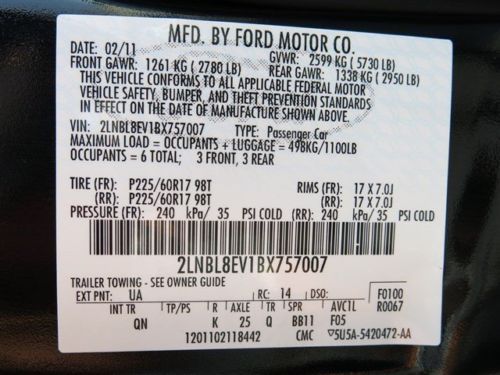 MFD. BY FORD MOTOR CO.
DATE: 02/11 GVWR: 2599 KG ( 5730 LB)
FRONT GAWR: 1261 KG ( 2780 LB) REAR GAWR: 1338 KG ( 2950 LB)
THIS VEHICLE CONFORMS TO ALL APPLICABLE FEDERAL MOTOR
VEHICLE SAFETY, BUMPER, AND THEFT PREVENTION STANDARDS
IN EFFECT ON THE DATE OF MANUFACTURE SHOWN ABOVE.
VIN: 2LNBL8EV1BX757007 TYPE: Passenger Car
MAXIMUM LOAD = OCCUPANTS + LUGGAGE = 498KG/1100LB
OCCUPANTS = 6 TOTAL; 3 FRONT, 3 REAR
TIRE (FR): P225/60R17 98T RIMS (FR): 17 X 7.0J
(RR): P225/60R17 98T (RR): 17 X 7.0J
PRESSURE (FR): 240 kPa/ 35 PSI COLD (RR): 240 kPa/ 35 PSI COLD
2LNBL8EV1BX757007
TRAILER TOWING - SEE OWNER GUIDE
EXT PNT: UA RC: 14 DSO: F0100
INT TR TP/PS R AXLE TR SPR AVC1L R0067
QN K 25 Q BB11 F05
1201102118442 CMC ▽5U5A-5420472-AA